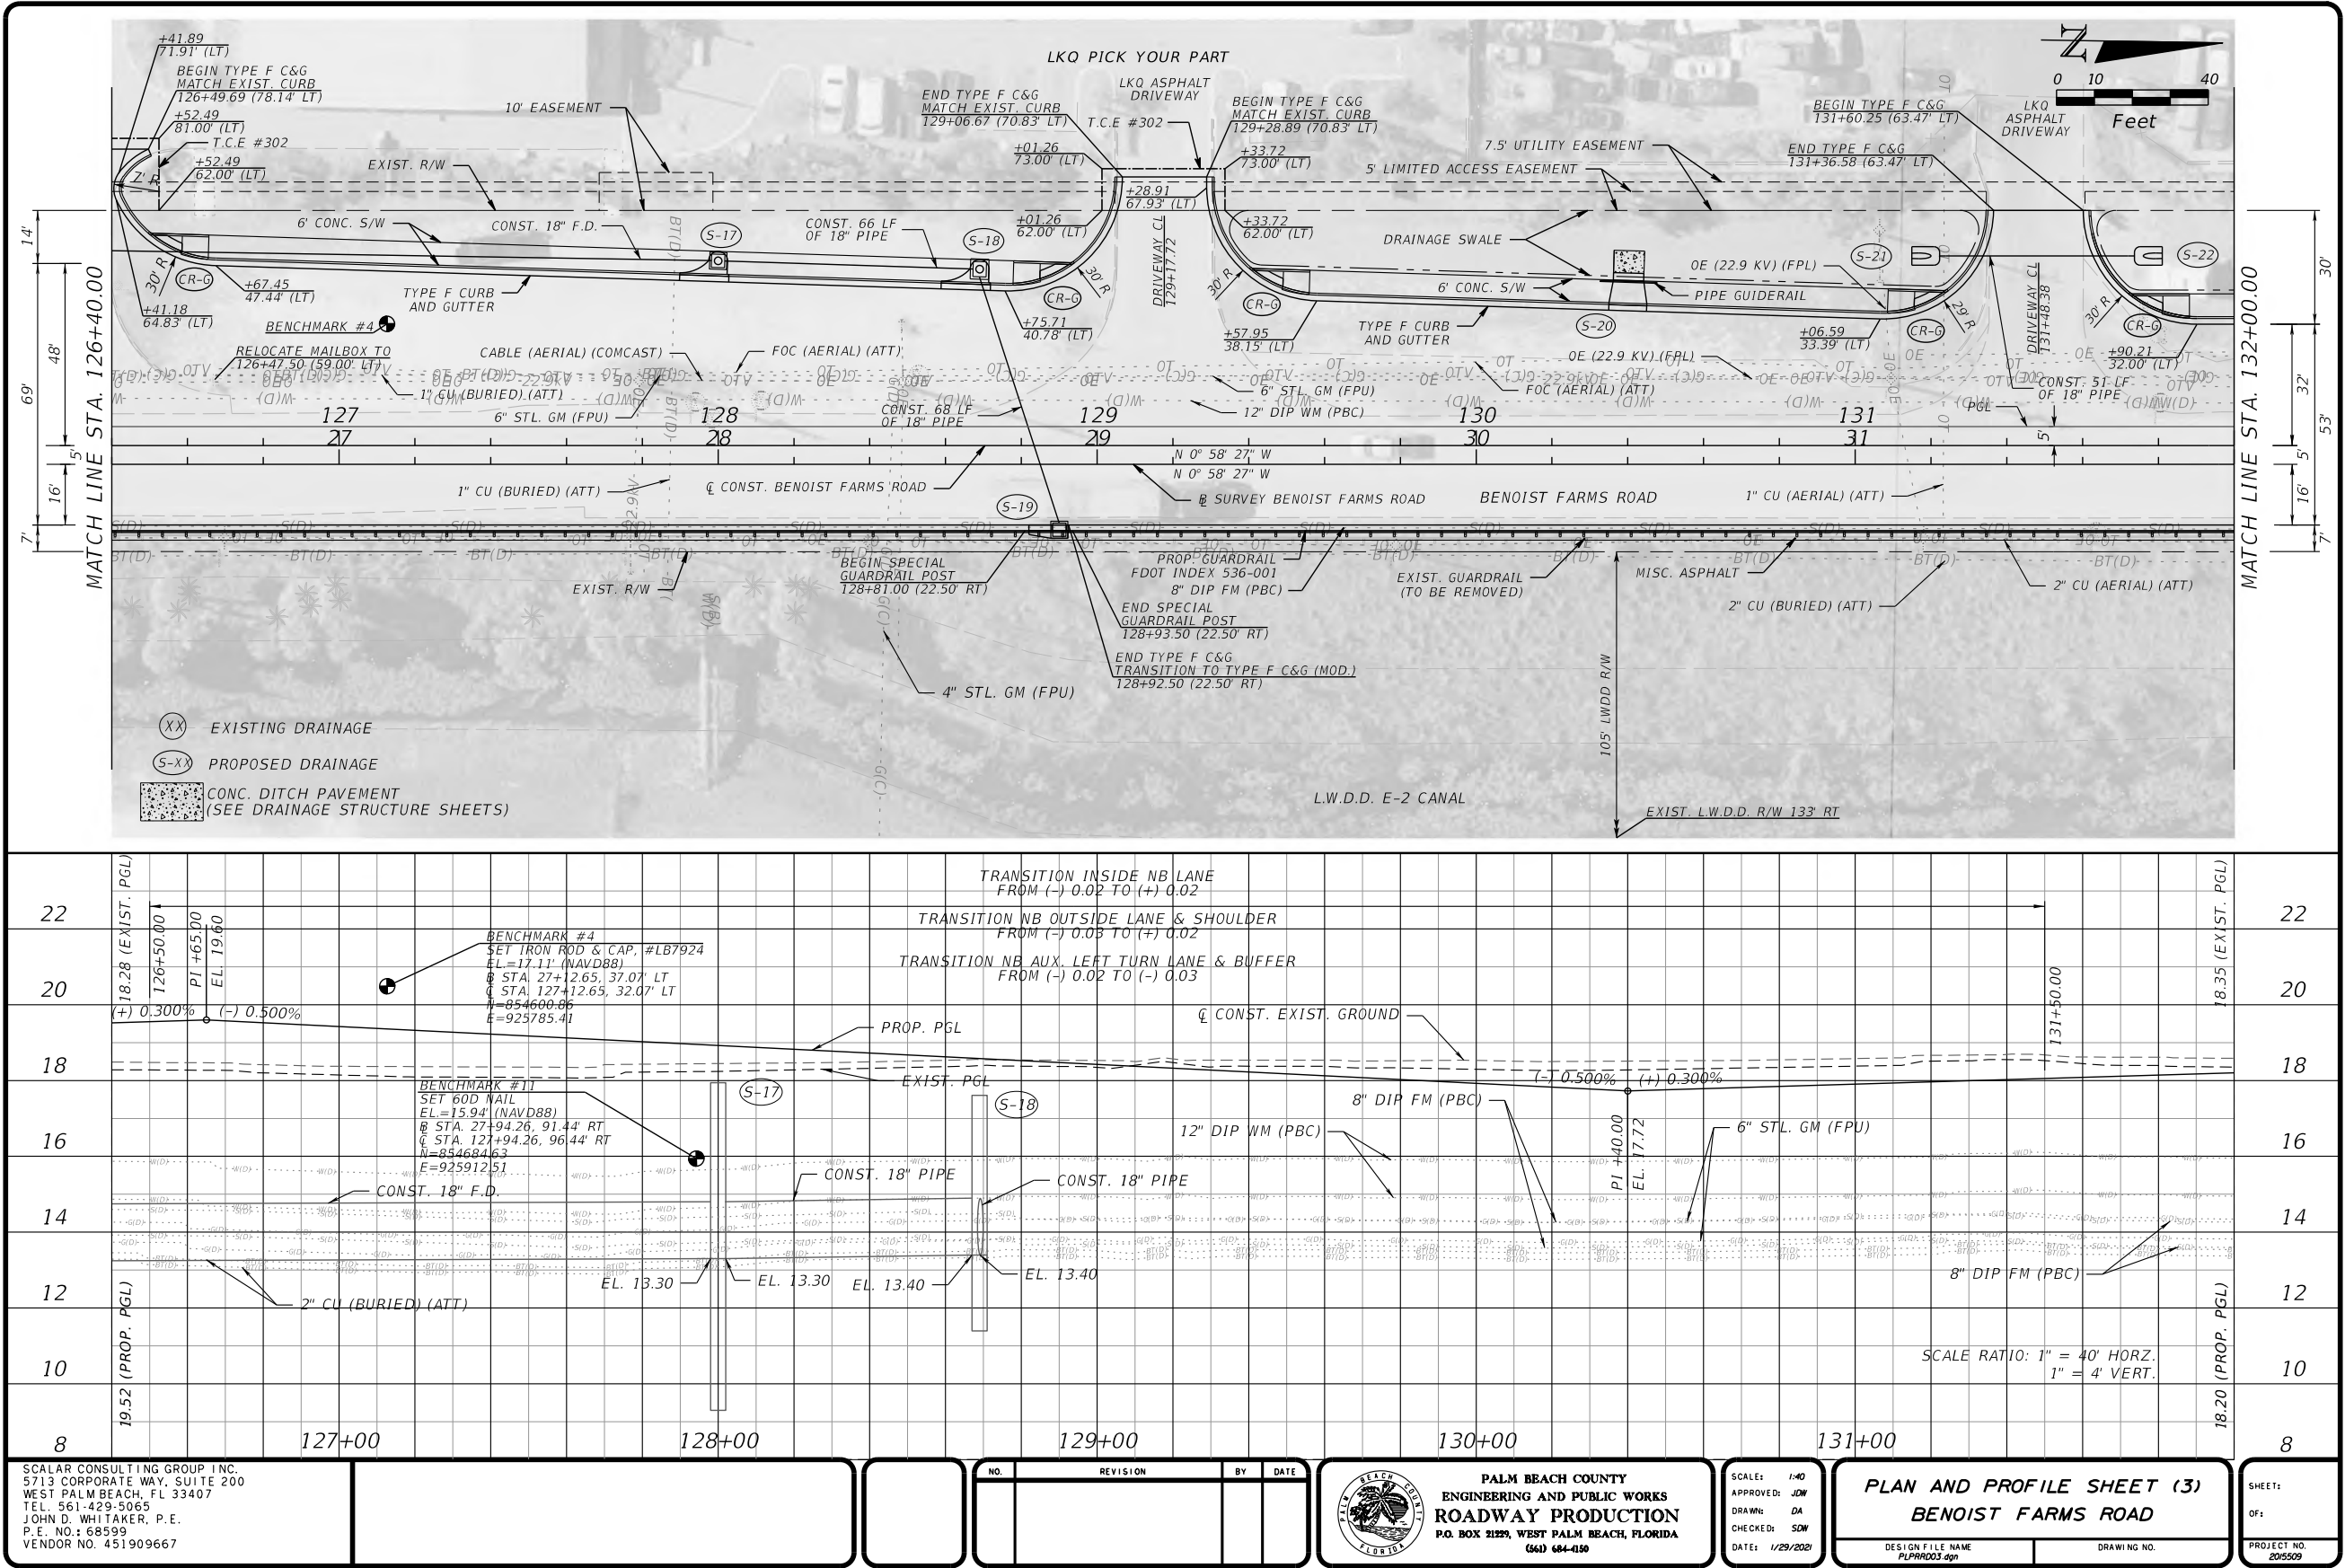 +41.89
71.91' (LT)
BEGIN TYPE F C&G
MATCH EXIST. CURB
126+49.69 (78.14' LT)
+52.49
81.00' (LT)
T.C.E #302
+52.49
62.00' (LT)
7' R
EXIST. R/W
10' EASEMENT
6' CONC. S/W
CONST. 18" F.D.
S-17
CONST. 66 LF
OF 18" PIPE
S-18
30' R
CR-G
+67.45
47.44' (LT)
+41.18
64.83' (LT)
TYPE F CURB
AND GUTTER
BENCHMARK #4
RELOCATE MAILBOX TO
126+47.50 (59.00' LT)
CABLE (AERIAL) (COMCAST)
FOC (AERIAL) (ATT)
1" CU (BURIED) (ATT)
6" STL. GM (FPU)
LKQ PICK YOUR PART
LKQ ASPHALT
DRIVEWAY
END TYPE F C&G
MATCH EXIST. CURB
129+06.67 (70.83' LT)
T.C.E #302
BEGIN TYPE F C&G
MATCH EXIST. CURB
129+28.89 (70.83' LT)
+01.26
73.00' (LT)
+33.72
73.00' (LT)
+28.91
67.93' (LT)
+01.26
62.00' (LT)
+33.72
62.00' (LT)
DRIVEWAY CL
129+17.72
30' R
CR-G
30' R
CR-G
+75.71
40.78' (LT)
+57.95
38.15' (LT)
7.5' UTILITY EASEMENT
5' LIMITED ACCESS EASEMENT
DRAINAGE SWALE
6' CONC. S/W
OE (22.9 KV) (FPL)
PIPE GUIDERAIL
S-20
TYPE F CURB
AND GUTTER
OE (22.9 KV) (FPL)
6" STL. GM (FPU)
FOC (AERIAL) (ATT)
12" DIP WM (PBC)
CONST. 68 LF
OF 18" PIPE
BEGIN TYPE F C&G
131+60.25 (63.47' LT)
END TYPE F C&G
131+36.58 (63.47' LT)
LKQ
ASPHALT
DRIVEWAY
N
0 10 40
Feet
S-21
S-22
29' R
CR-G
30' R
CR-G
DRIVEWAY CL
131+48.38
+06.59
33.39' (LT)
+90.21
32.00' (LT)
CONST. 51 LF
OF 18" PIPE
PGL
5'
14'
48'
69'
5'
16'
7'
MATCH LINE STA. 126+40.00
30'
32'
53'
5'
16'
7'
MATCH LINE STA. 132+00.00
127 128 129 130 131
27 28 29 30 31
N 0° 58' 27" W
N 0° 58' 27" W
1" CU (BURIED) (ATT)
℄ CONST. BENOIST FARMS ROAD
S-19
℄ SURVEY BENOIST FARMS ROAD
BENOIST FARMS ROAD
1" CU (AERIAL) (ATT)
EXIST. R/W
BEGIN SPECIAL
GUARDRAIL POST
128+81.00 (22.50' RT)
PROP. GUARDRAIL
FDOT INDEX 536-001
8" DIP FM (PBC)
EXIST. GUARDRAIL
(TO BE REMOVED)
MISC. ASPHALT
2" CU (BURIED) (ATT)
2" CU (AERIAL) (ATT)
END SPECIAL
GUARDRAIL POST
128+93.50 (22.50' RT)
END TYPE F C&G
TRANSITION TO TYPE F C&G (MOD.)
128+92.50 (22.50' RT)
4" STL. GM (FPU)
105' LWDD R/W
L.W.D.D. E-2 CANAL
EXIST. L.W.D.D. R/W 133' RT
XX EXISTING DRAINAGE
S-XX PROPOSED DRAINAGE
CONC. DITCH PAVEMENT
(SEE DRAINAGE STRUCTURE SHEETS)
TRANSITION INSIDE NB LANE
FROM (-) 0.02 TO (+) 0.02
TRANSITION NB OUTSIDE LANE & SHOULDER
FROM (-) 0.03 TO (+) 0.02
TRANSITION NB AUX. LEFT TURN LANE & BUFFER
FROM (-) 0.02 TO (-) 0.03
18.28 (EXIST. PGL)
126+50.00
PI +65.00
EL. 19.60
(+) 0.300%
(-) 0.500%
BENCHMARK #4
SET IRON ROD & CAP, #LB7924
EL.=17.11' (NAVD88)
B STA. 27+12.65, 37.07' LT
℄ STA. 127+12.65, 32.07' LT
N=854600.86
E=925785.41
PROP. PGL
EXIST. PGL
℄ CONST. EXIST. GROUND
131+50.00
18.35 (EXIST. PGL)
BENCHMARK #11
SET 60D NAIL
EL.=15.94' (NAVD88)
B STA. 27+94.26, 91.44' RT
℄ STA. 127+94.26, 96.44' RT
N=854684.63
E=925912.51
S-17
S-18
(-) 0.500%
(+) 0.300%
PI +40.00
EL. 17.72
8" DIP FM (PBC)
12" DIP WM (PBC)
6" STL. GM (FPU)
CONST. 18" F.D.
CONST. 18" PIPE
CONST. 18" PIPE
EL. 13.30
EL. 13.30
EL. 13.40
EL. 13.40
2" CU (BURIED) (ATT)
8" DIP FM (PBC)
19.52 (PROP. PGL)
18.20 (PROP. PGL)
SCALE RATIO: 1" = 40' HORZ.
1" = 4' VERT.
22 22
20 20
18 18
16 16
14 14
12 12
10 10
8 127+00 128+00 129+00 130+00 131+00 8
SCALAR CONSULTING GROUP INC.
5713 CORPORATE WAY, SUITE 200
WEST PALM BEACH, FL 33407
TEL. 561-429-5065
JOHN D. WHITAKER, P.E.
P.E. NO.: 68599
VENDOR NO. 451909667
NO. REVISION BY DATE
PALM BEACH COUNTY
FLORIDA
PALM BEACH COUNTY
ENGINEERING AND PUBLIC WORKS
ROADWAY PRODUCTION
P.O. BOX 21229, WEST PALM BEACH, FLORIDA
(561) 684-4150
SCALE: 1:40
APPROVED: JDW
DRAWN: DA
CHECKED: SDW
DATE: 1/29/2021
PLAN AND PROFILE SHEET (3)
BENOIST FARMS ROAD
DESIGN FILE NAME
PLPRRD03.dgn
DRAWING NO.
SHEET:
OF:
PROJECT NO.
2015509